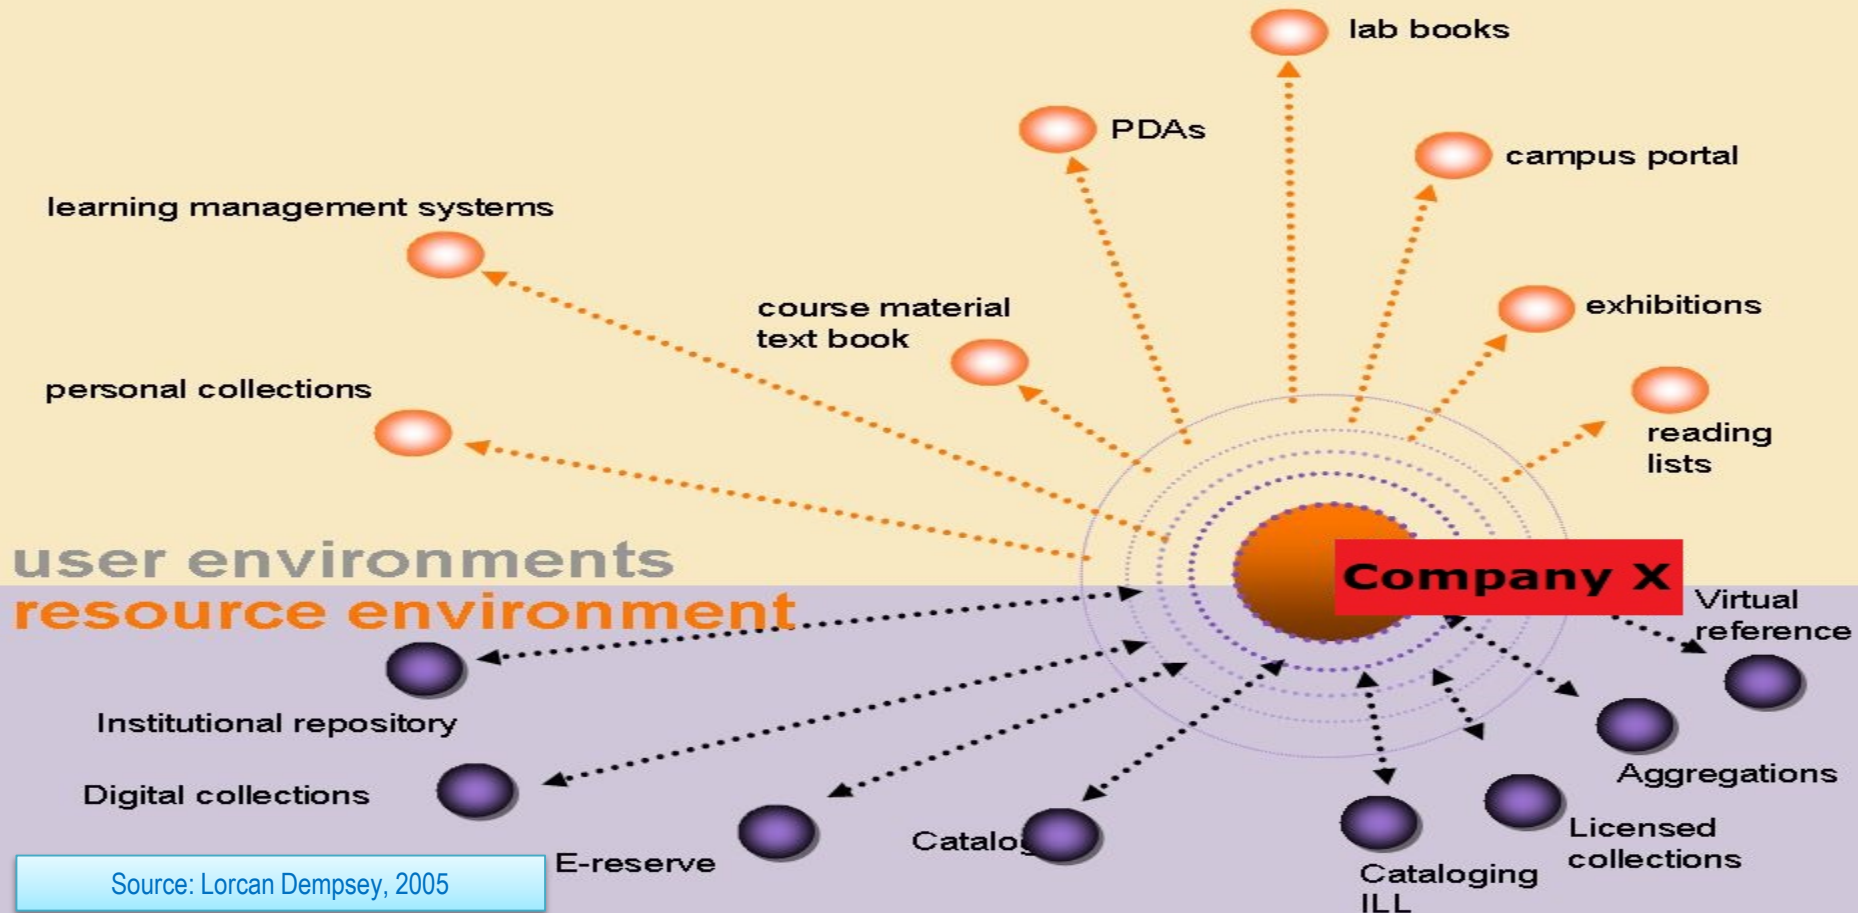 lab books
PDAs
campus portal
learning management systems
course material
text book
exhibitions
personal collections
reading
lists
user environments
resource environment
Company X
Virtual
reference
Institutional repository
Digital collections
Aggregations
E-reserve
Licensed
collections
Cataloging
ILL
Source: Lorcan Dempsey, 2005